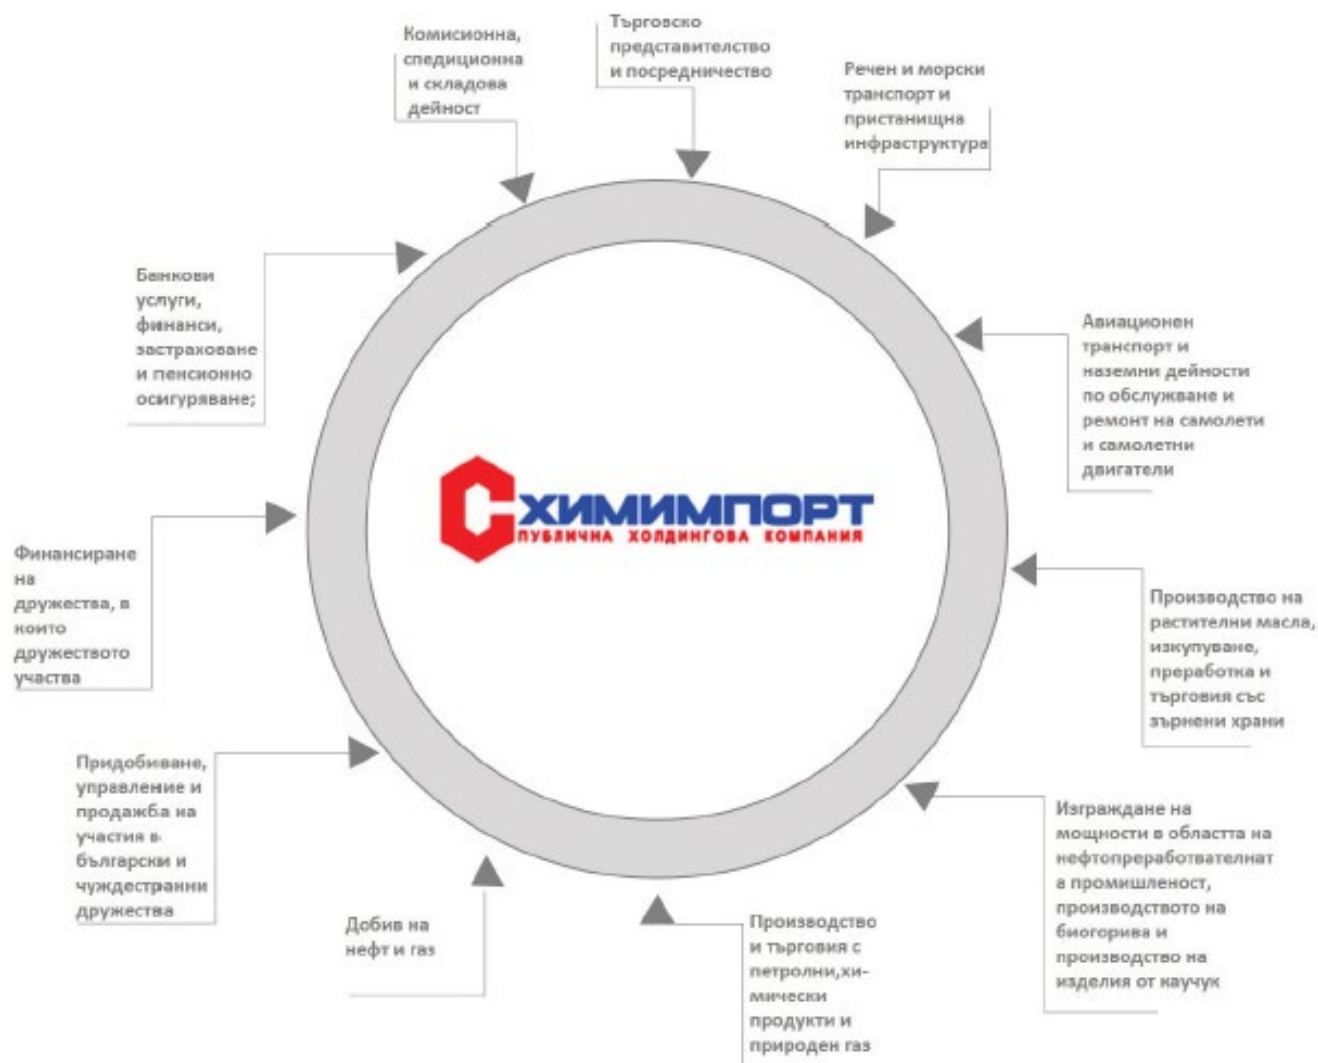 Комисионна,
спедиционна
и складова
дейност
Търговско
представителство
и посредничество
Речен и морски
транспорт и
пристанищна
инфраструктура
Авиационен
транспорт и
наземни дейности
по обслужване и
ремонт на самолети
и самолетни
двигатели
Производство на
растителни масла,
изкупуване,
преработка и
търговия със
зърнени храни
Изграждане на
мощности в областта на
нефтопреработвателнат
а промишленост,
производството на
биогорива и
производство на
изделия от каучук
Производство
и търговия с
петролни,хи-
мически
продукти и
природен газ
Добив на
нефт и газ
Придобиване,
управление и
продажба на
участия в
български и
чуждестранни
дружества
Финансиране
на
дружества, в
които
дружеството
участва
Банкови
услуги,
финанси,
застраховане
и пенсионно
осигуряване;
ХИМИМПОРТ
ПУБЛИЧНА ХОЛДИНГОВА КОМПАНИЯ